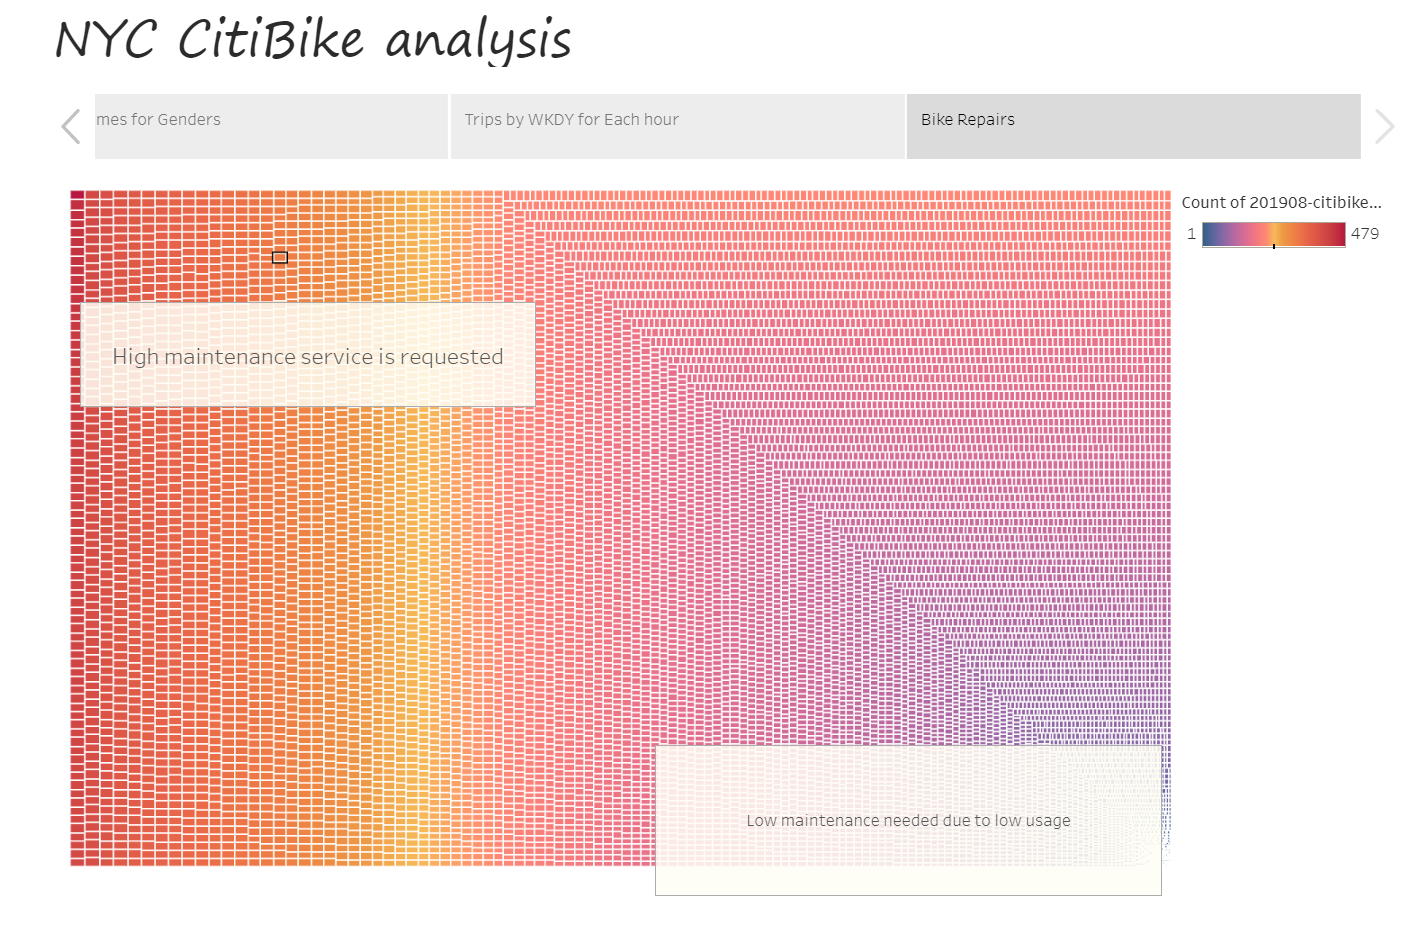 NYC CitiBike analysis
mes for Genders
Trips by WKDY for Each hour
Bike Repairs
Count of 201908-citibike...
1 479
High maintenance service is requested
Low maintenance needed due to low usage